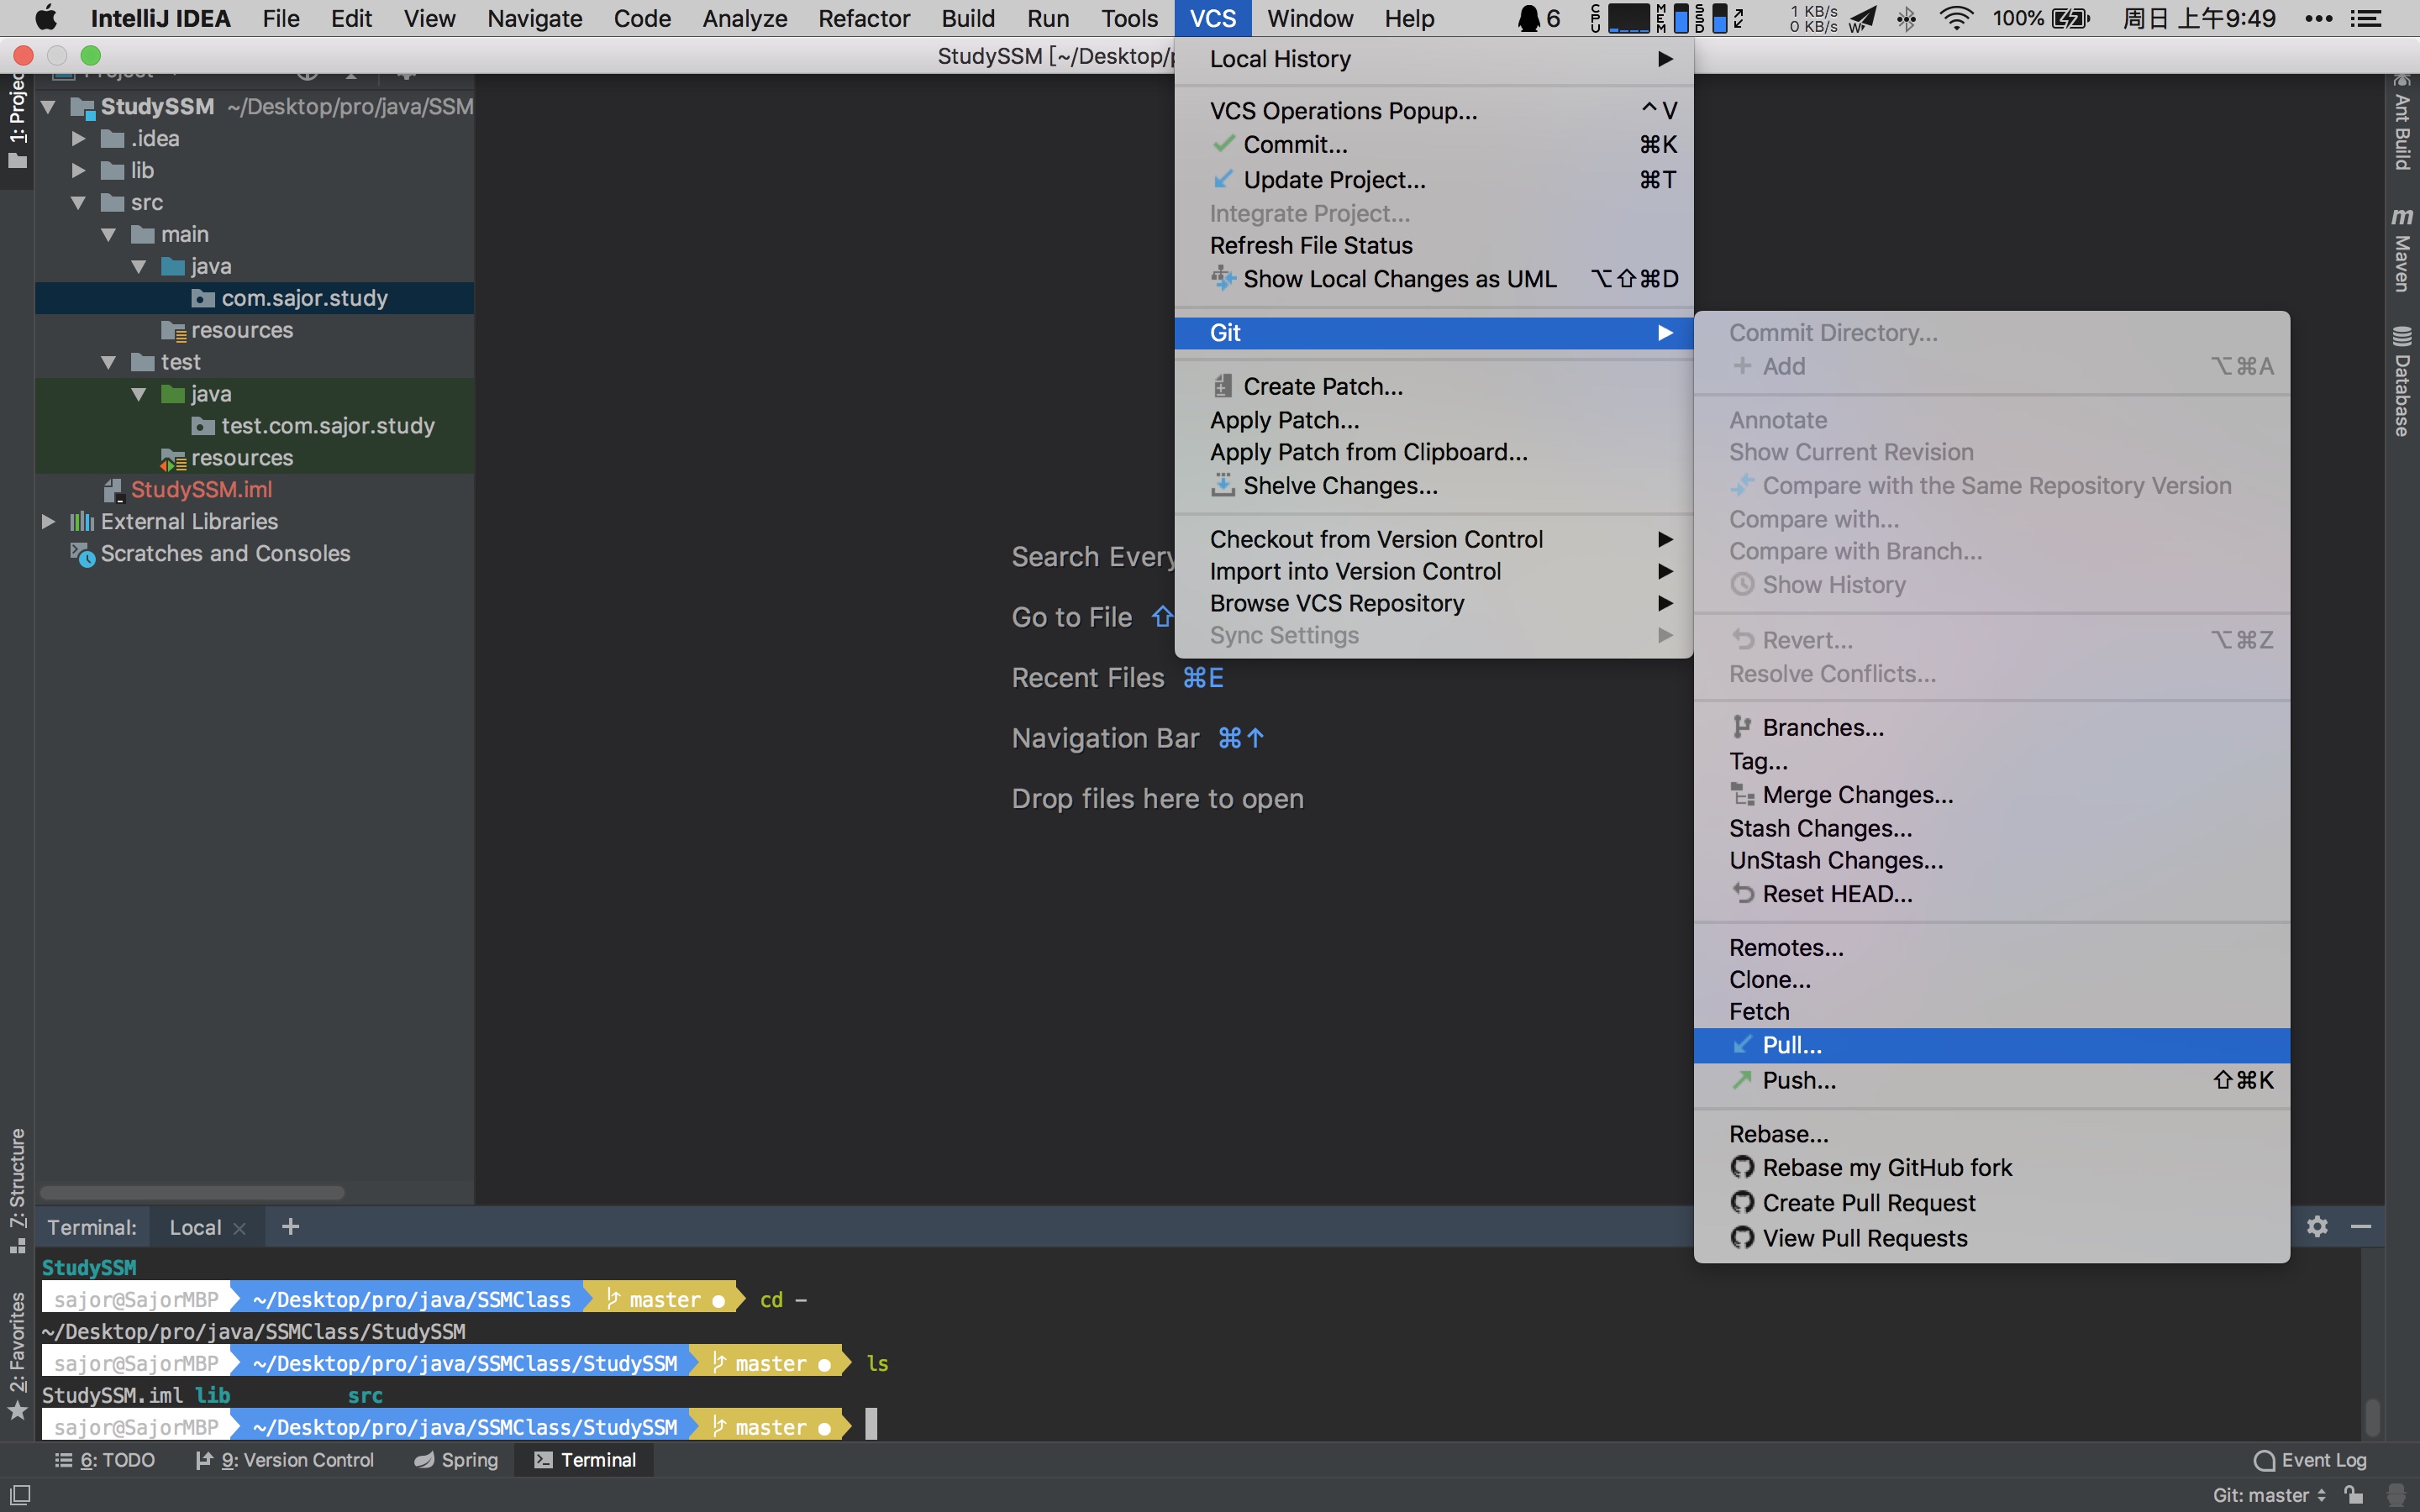 IntelliJ IDEA File Edit View Navigate Code Analyze Refactor Build Run Tools VCS Window Help 6 CPU MEM SSD 1 KB/s 0 KB/s W 100% 周日 上午9:49
StudySSM [~/Desktop/p
1: Project
Project
StudySSM ~/Desktop/pro/java/SSM
.idea
lib
src
main
java
com.sajor.study
resources
test
java
test.com.sajor.study
resources
StudySSM.iml
External Libraries
Scratches and Consoles
Search Every
Go to File ⇧
Recent Files ⌘E
Navigation Bar ⌘↑
Drop files here to open
Local History
VCS Operations Popup... ^V
Commit... ⌘K
Update Project... ⌘T
Integrate Project...
Refresh File Status
Show Local Changes as UML ⌥⇧⌘D
Git
Create Patch...
Apply Patch...
Apply Patch from Clipboard...
Shelve Changes...
Checkout from Version Control
Import into Version Control
Browse VCS Repository
Sync Settings
Commit Directory...
Add ⌥⌘A
Annotate
Show Current Revision
Compare with the Same Repository Version
Compare with...
Compare with Branch...
Show History
Revert... ⌥⌘Z
Resolve Conflicts...
Branches...
Tag...
Merge Changes...
Stash Changes...
UnStash Changes...
Reset HEAD...
Remotes...
Clone...
Fetch
Pull...
Push... ⇧⌘K
Rebase...
Rebase my GitHub fork
Create Pull Request
View Pull Requests
Ant Build
Maven
Database
7: Structure
2: Favorites
Terminal: Local +
StudySSM
sajor@SajorMBP ~/Desktop/pro/java/SSMClass master ● cd -
~/Desktop/pro/java/SSMClass/StudySSM
sajor@SajorMBP ~/Desktop/pro/java/SSMClass/StudySSM master ● ls
StudySSM.iml lib src
sajor@SajorMBP ~/Desktop/pro/java/SSMClass/StudySSM master ●
6: TODO 9: Version Control Spring Terminal Event Log
Git: master